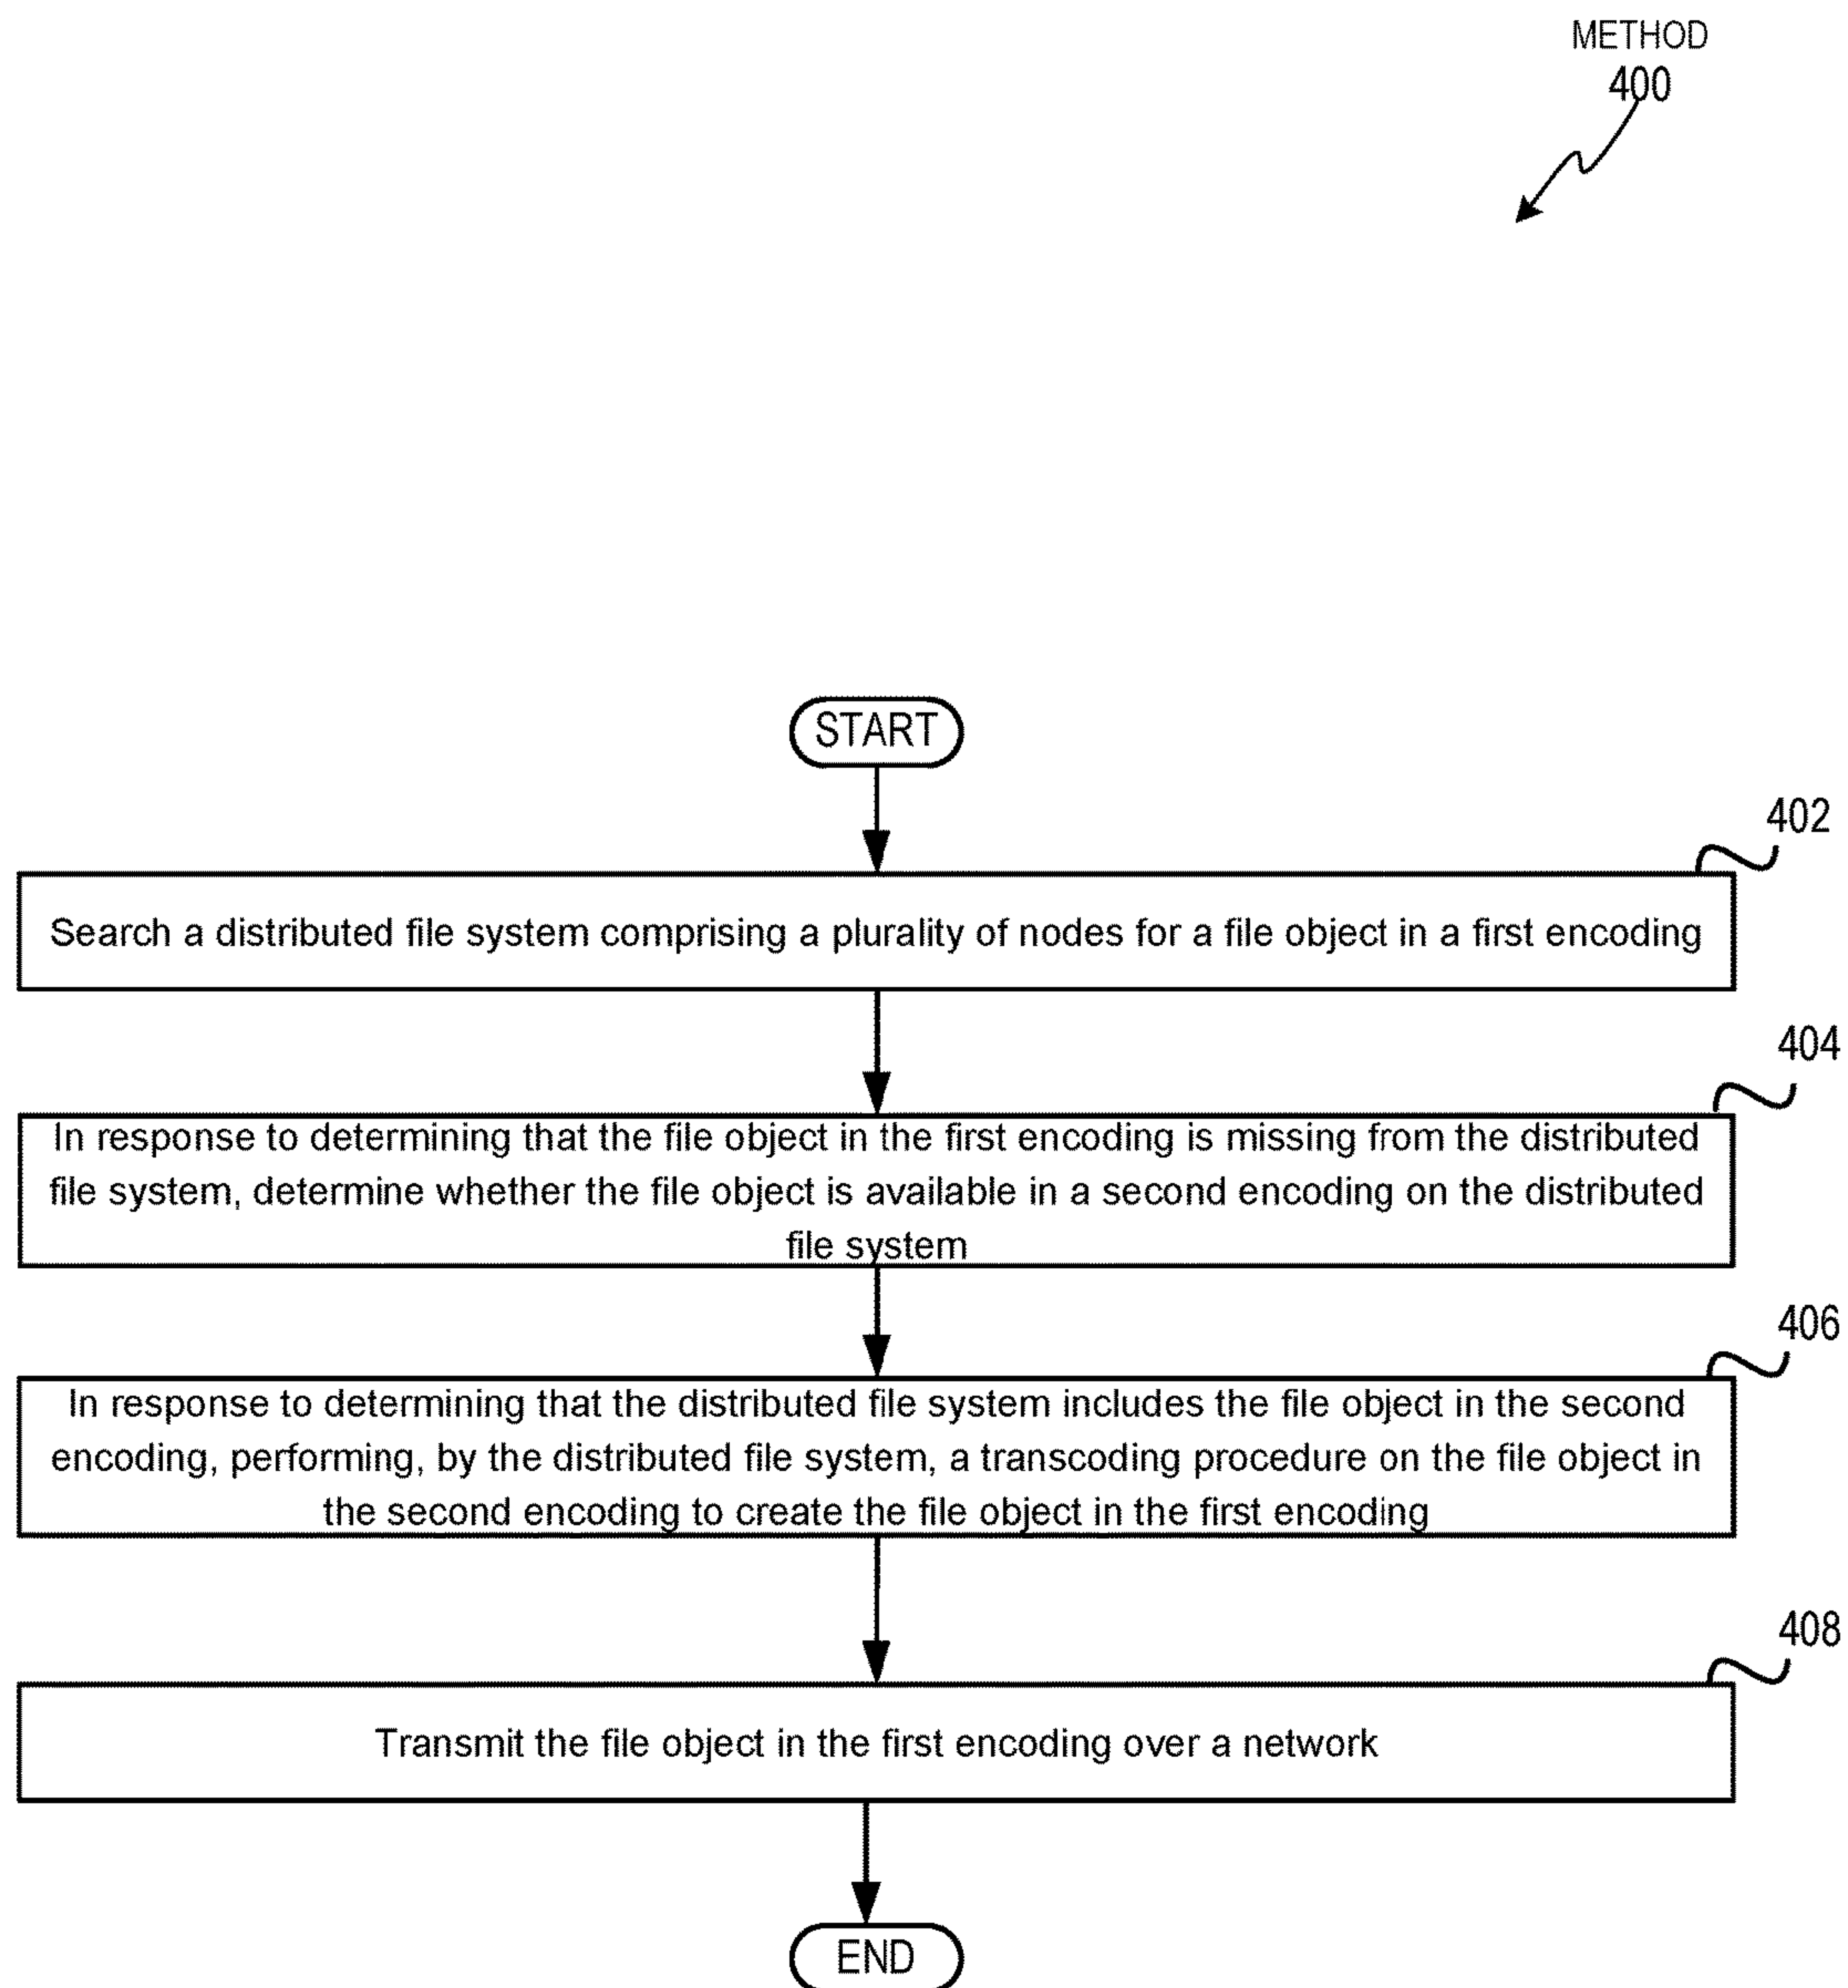 METHOD
400
START
402
Search a distributed file system comprising a plurality of nodes for a file object in a first encoding
404
In response to determining that the file object in the first encoding is missing from the distributed
file system, determine whether the file object is available in a second encoding on the distributed
file system
406
In response to determining that the distributed file system includes the file object in the second
encoding, performing, by the distributed file system, a transcoding procedure on the file object in
the second encoding to create the file object in the first encoding
408
Transmit the file object in the first encoding over a network
END